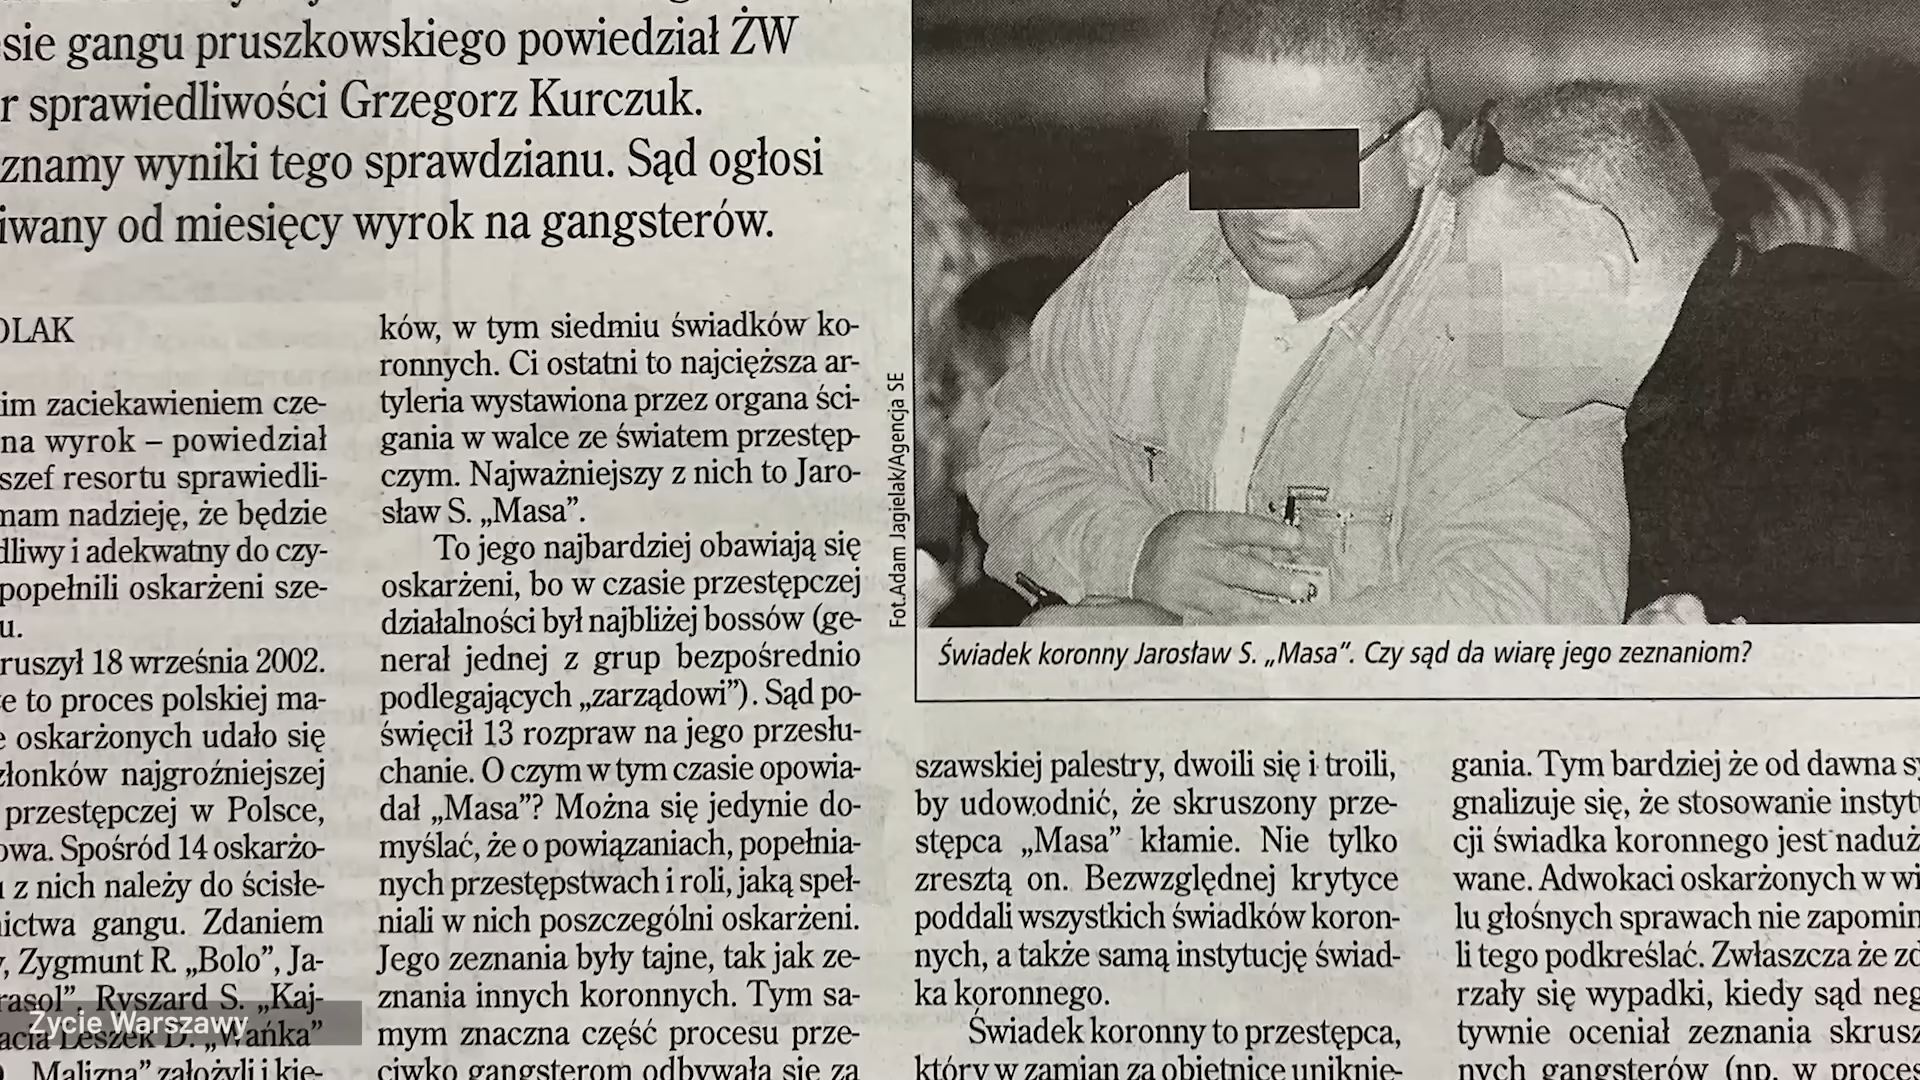 sie gangu pruszkowskiego powiedział ŻW
r sprawiedliwości Grzegorz Kurczuk.
znamy wyniki tego sprawdzianu. Sąd ogłosi
iwany od miesięcy wyrok na gangsterów.
OLAK
im zaciekawieniem cze-
na wyrok – powiedział
szef resortu sprawiedli-
mam nadzieję, że będzie
dliwy i adekwatny do czy-
popełnili oskarżeni sze-
u.
ruszył 18 września 2002.
e to proces polskiej ma-
e oskarżonych udało się
złonków najgroźniejszej
przestępczej w Polsce,
owa. Spośród 14 oskarżo-
z nich należy do ściśle-
ictwa gangu. Zdaniem
, Zygmunt R. „Bolo”, Ja-
rasol”, Ryszard S. „Kaj-
acia Leszek D. „Wańka”
„Malizna” założyli i kie-
ków, w tym siedmiu świadków ko-
ronnych. Ci ostatni to najcięższa ar-
tyleria wystawiona przez organa ści-
gania w walce ze światem przestęp-
czym. Najważniejszy z nich to Jaro-
sław S. „Masa”.
To jego najbardziej obawiają się
oskarżeni, bo w czasie przestępczej
działalności był najbliżej bossów (ge-
nerał jednej z grup bezpośrednio
podlegających „zarządowi”). Sąd po-
święcił 13 rozpraw na jego przesłu-
chanie. O czym w tym czasie opowia-
dał „Masa”? Można się jedynie do-
myślać, że o powiązaniach, popełnia-
nych przestępstwach i roli, jaką speł-
niali w nich poszczególni oskarżeni.
Jego zeznania były tajne, tak jak ze-
znania innych koronnych. Tym sa-
mym znaczna część procesu prze-
ciwko gangsterom odbywała się za
Fot. Adam Jagielak/Agencja SE
Świadek koronny Jarosław S. „Masa”. Czy sąd da wiarę jego zeznaniom?
szawskiej palestry, dwoili się i troili,
by udowodnić, że skruszony prze-
stępca „Masa” kłamie. Nie tylko
zresztą on. Bezwzględnej krytyce
poddali wszystkich świadków koron-
nych, a także samą instytucję świad-
ka koronnego.
Świadek koronny to przestępca,
który w zamian za obietnicę uniknię-
gania. Tym bardziej że od dawna sy
gnalizuje się, że stosowanie instytu
cji świadka koronnego jest naduż
wane. Adwokaci oskarżonych w wi
lu głośnych sprawach nie zapomin
li tego podkreślać. Zwłaszcza że zd
rzały się wypadki, kiedy sąd neg
tywnie oceniał zeznania skrusz
nych gangsterów (np. w proces
Życie Warszawy